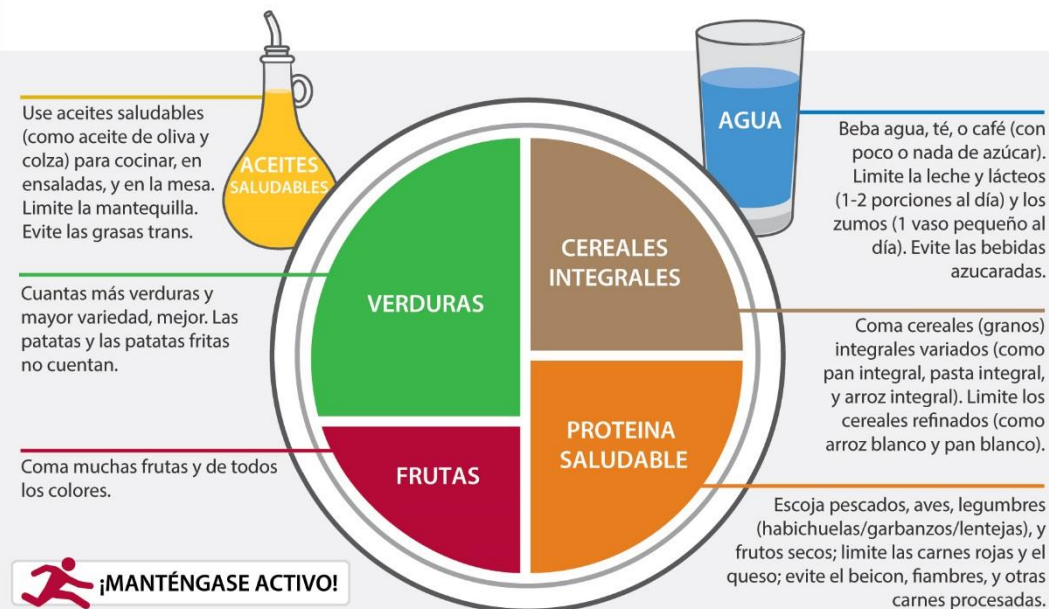 Use aceites saludables
(como aceite de oliva y
colza) para cocinar, en
ensaladas, y en la mesa.
Limite la mantequilla.
Evite las grasas trans.
ACEITES
SALUDABLES
AGUA
Beba agua, té, o café (con
poco o nada de azúcar).
Limite la leche y lácteos
(1-2 porciones al día) y los
zumos (1 vaso pequeño al
día). Evite las bebidas
azucaradas.
Cuantas más verduras y
mayor variedad, mejor. Las
patatas y las patatas fritas
no cuentan.
VERDURAS
CEREALES
INTEGRALES
Coma cereales (granos)
integrales variados (como
pan integral, pasta integral,
y arroz integral). Limite los
cereales refinados (como
arroz blanco y pan blanco).
Coma muchas frutas y de todos
los colores.
FRUTAS
PROTEINA
SALUDABLE
Escoja pescados, aves, legumbres
(habichuelas/garbanzos/lentejas), y
frutos secos; limite las carnes rojas y el
queso; evite el beicon, fiambres, y otras
carnes procesadas.
¡MANTÉNGASE ACTIVO!